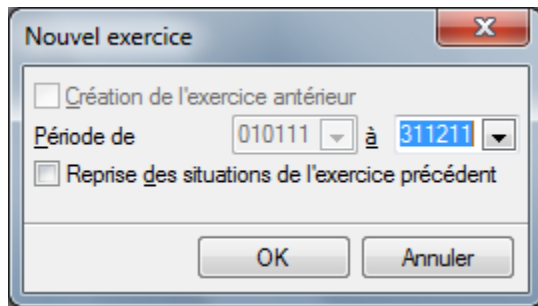 Nouvel exercice
Création de l'exercice antérieur
Période de 010111 à 311211
Reprise des situations de l'exercice précédent
OK Annuler